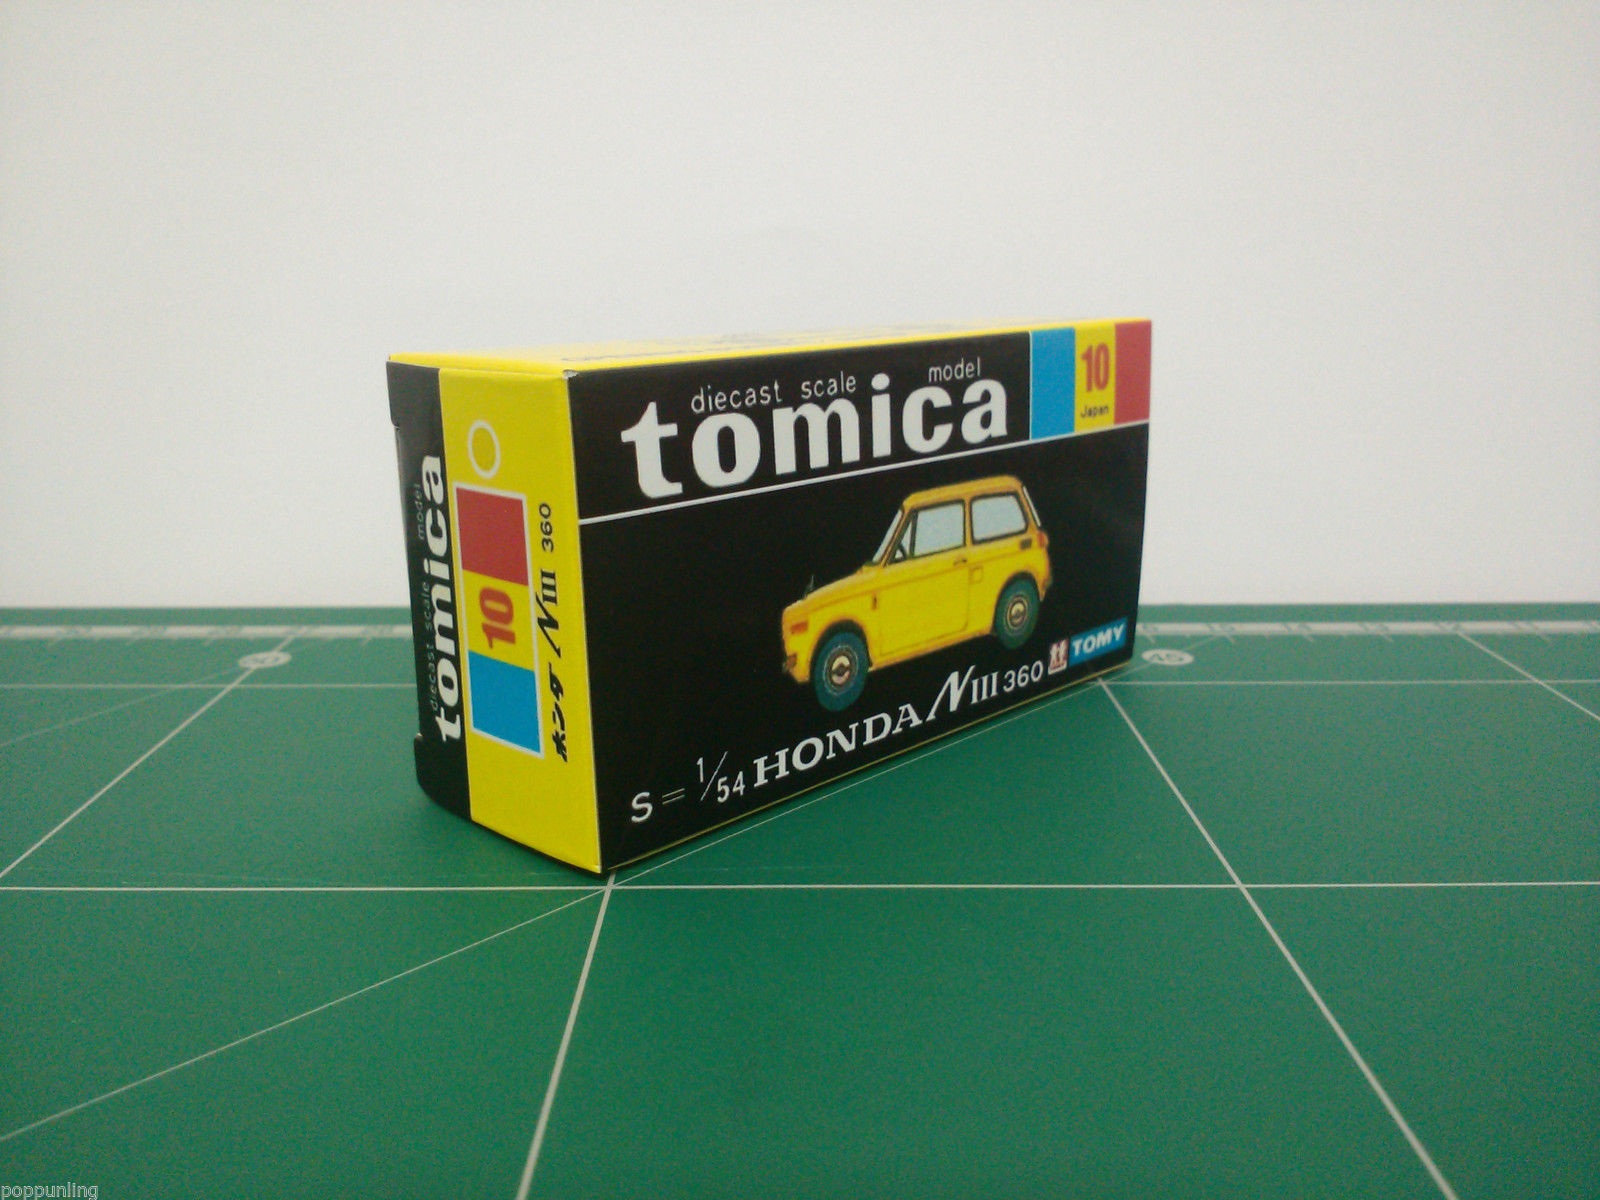 diecast scale model
tomica
10
Japan
S = 1/54 HONDA NIII 360
TOMY
diecast scale model
tomica
10
ホンダ NIII 360
45
poppunling